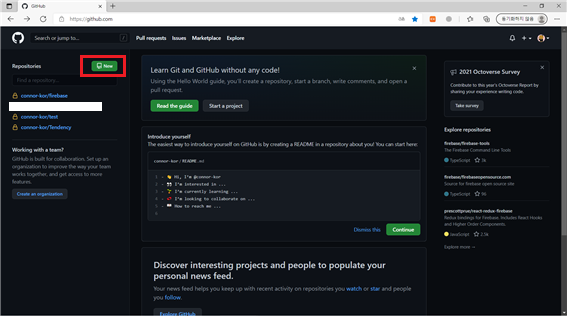 GitHub
https://github.com
동기화하지 않음
Search or jump to...
/
Pull requests Issues Marketplace Explore
Repositories
New
Find a repository...
connor-kor/firebase
connor-kor/test
connor-kor/Tendency
Working with a team?
GitHub is built for collaboration. Set up an
organization to improve the way your team
works together, and get access to more
features.
Create an organization
Learn Git and GitHub without any code!
Using the Hello World guide, you'll create a repository, start a branch, write comments, and open a
pull request.
Read the guide
Start a project
Introduce yourself
The easiest way to introduce yourself on GitHub is by creating a README in a repository about you! You can start here:
connor-kor / README.md
1 - 👋 Hi, I'm @connor-kor
2 - 👀 I'm interested in ...
3 - 🌱 I'm currently learning ...
4 - 💞️ I'm looking to collaborate on ...
5 - 📫 How to reach me ...
6
Dismiss this
Continue
Discover interesting projects and people to populate your
personal news feed.
Your news feed helps you keep up with recent activity on repositories you watch or star and people
you follow.
Explore GitHub
2021 Octoverse Survey
Contribute to this year's Octoverse Report by
sharing your experience writing code.
Take survey
Explore repositories
firebase/firebase-tools
The Firebase Command Line Tools
TypeScript
firebase/firebaseopensource.com
Source for firebase open source site
TypeScript
prescottprue/react-redux-firebase
Redux bindings for Firebase. Includes React Hooks
and Higher Order Components.
JavaScript 2.5k
Explore more →